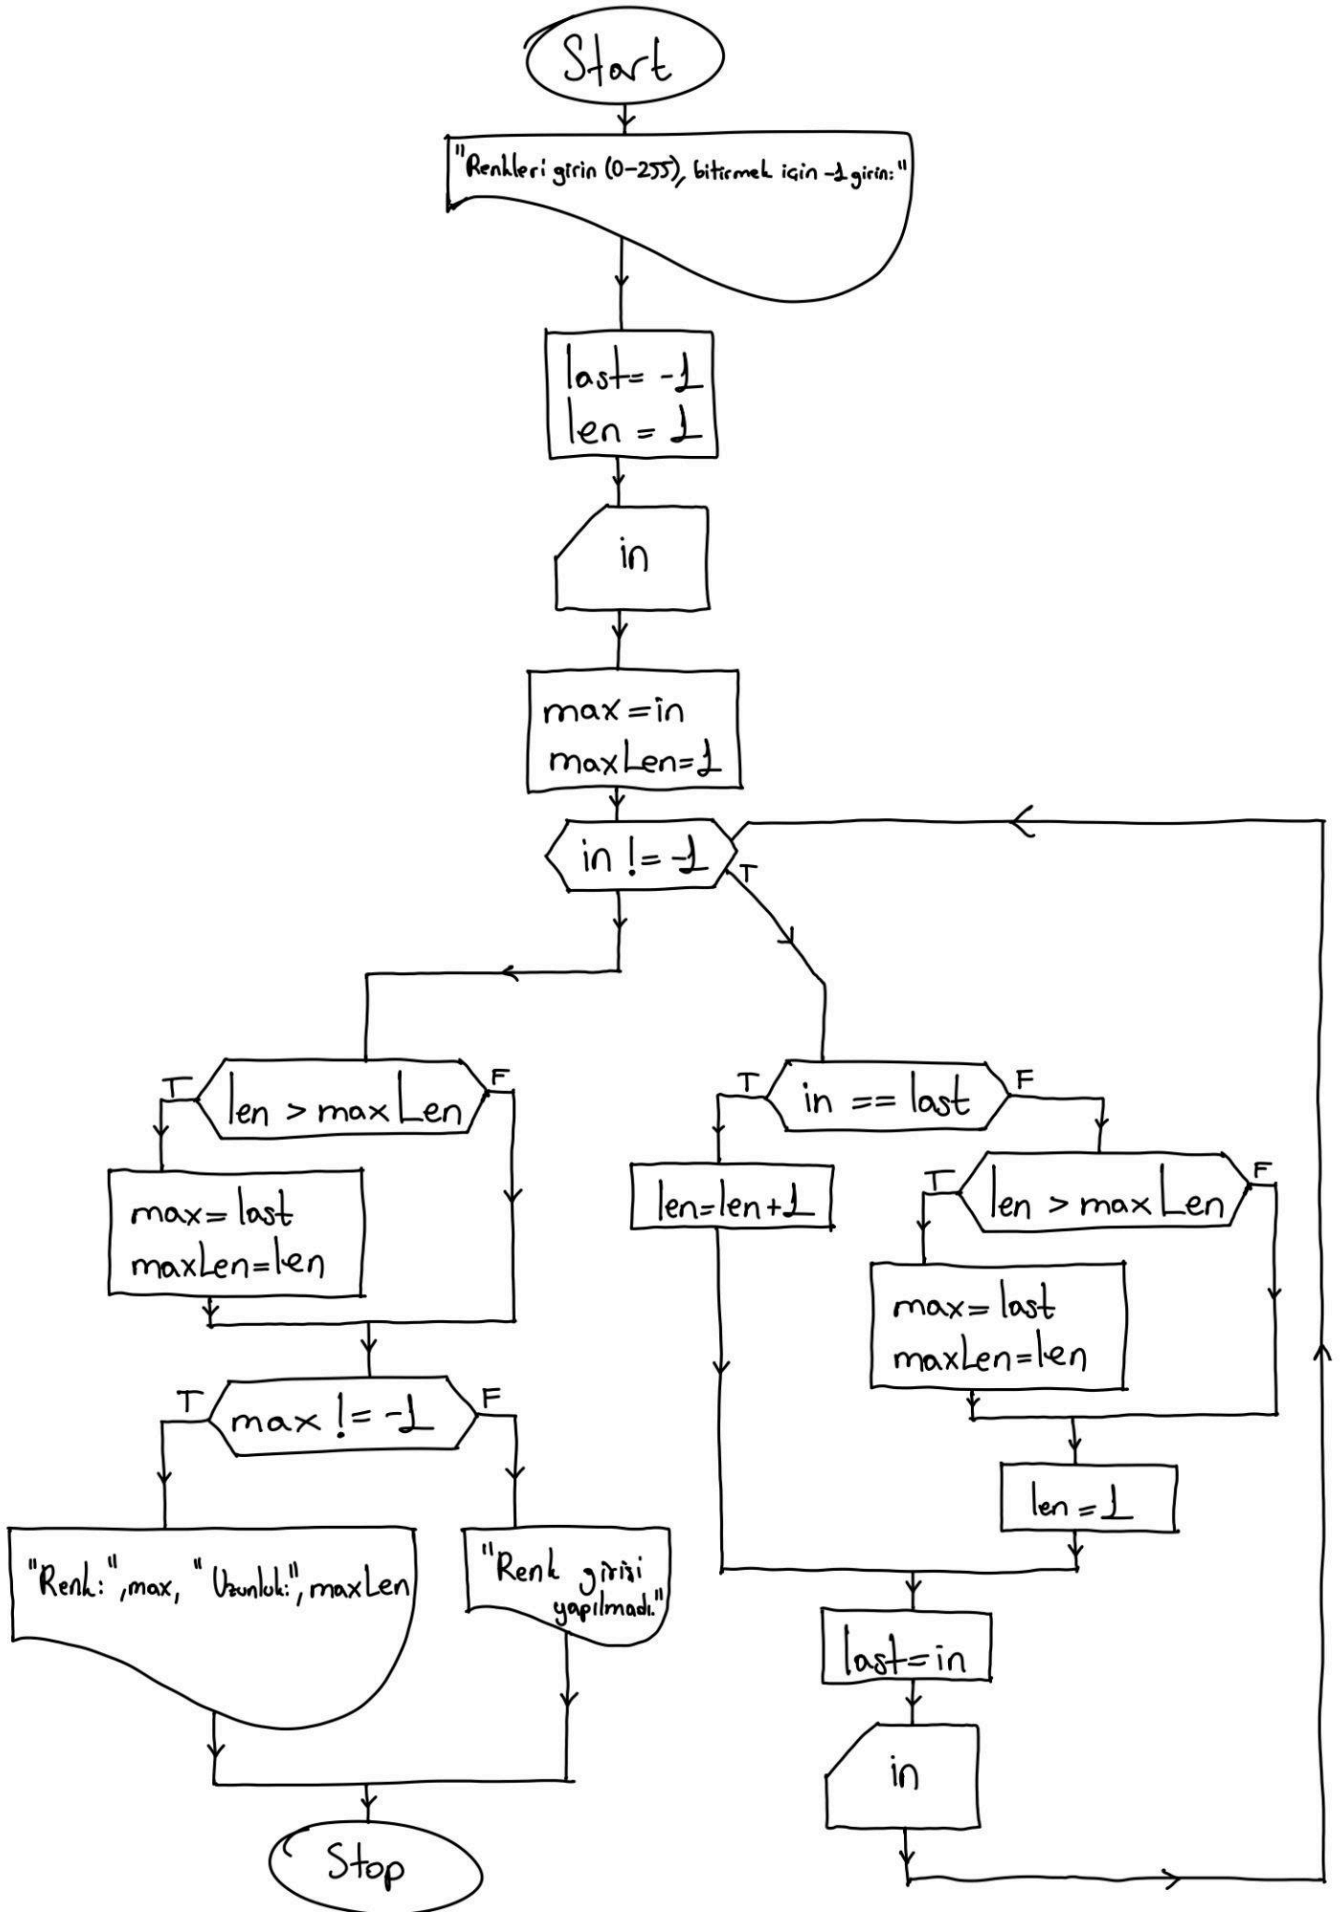 Start
"Renkleri girin (0-255), bitirmek için -1 girin:"
last= -1
len = 1
in
max=in
maxLen=1
in != -1
T
T
len > maxLen
F
max=last
maxLen=len
T
max != -1
F
"Renk:",max, "Uzunluk:", maxLen
"Renk girişi
yapılmadı."
Stop
T
in == last
F
len=len+1
T
len > maxLen
F
max=last
maxLen=len
len=1
last=in
in